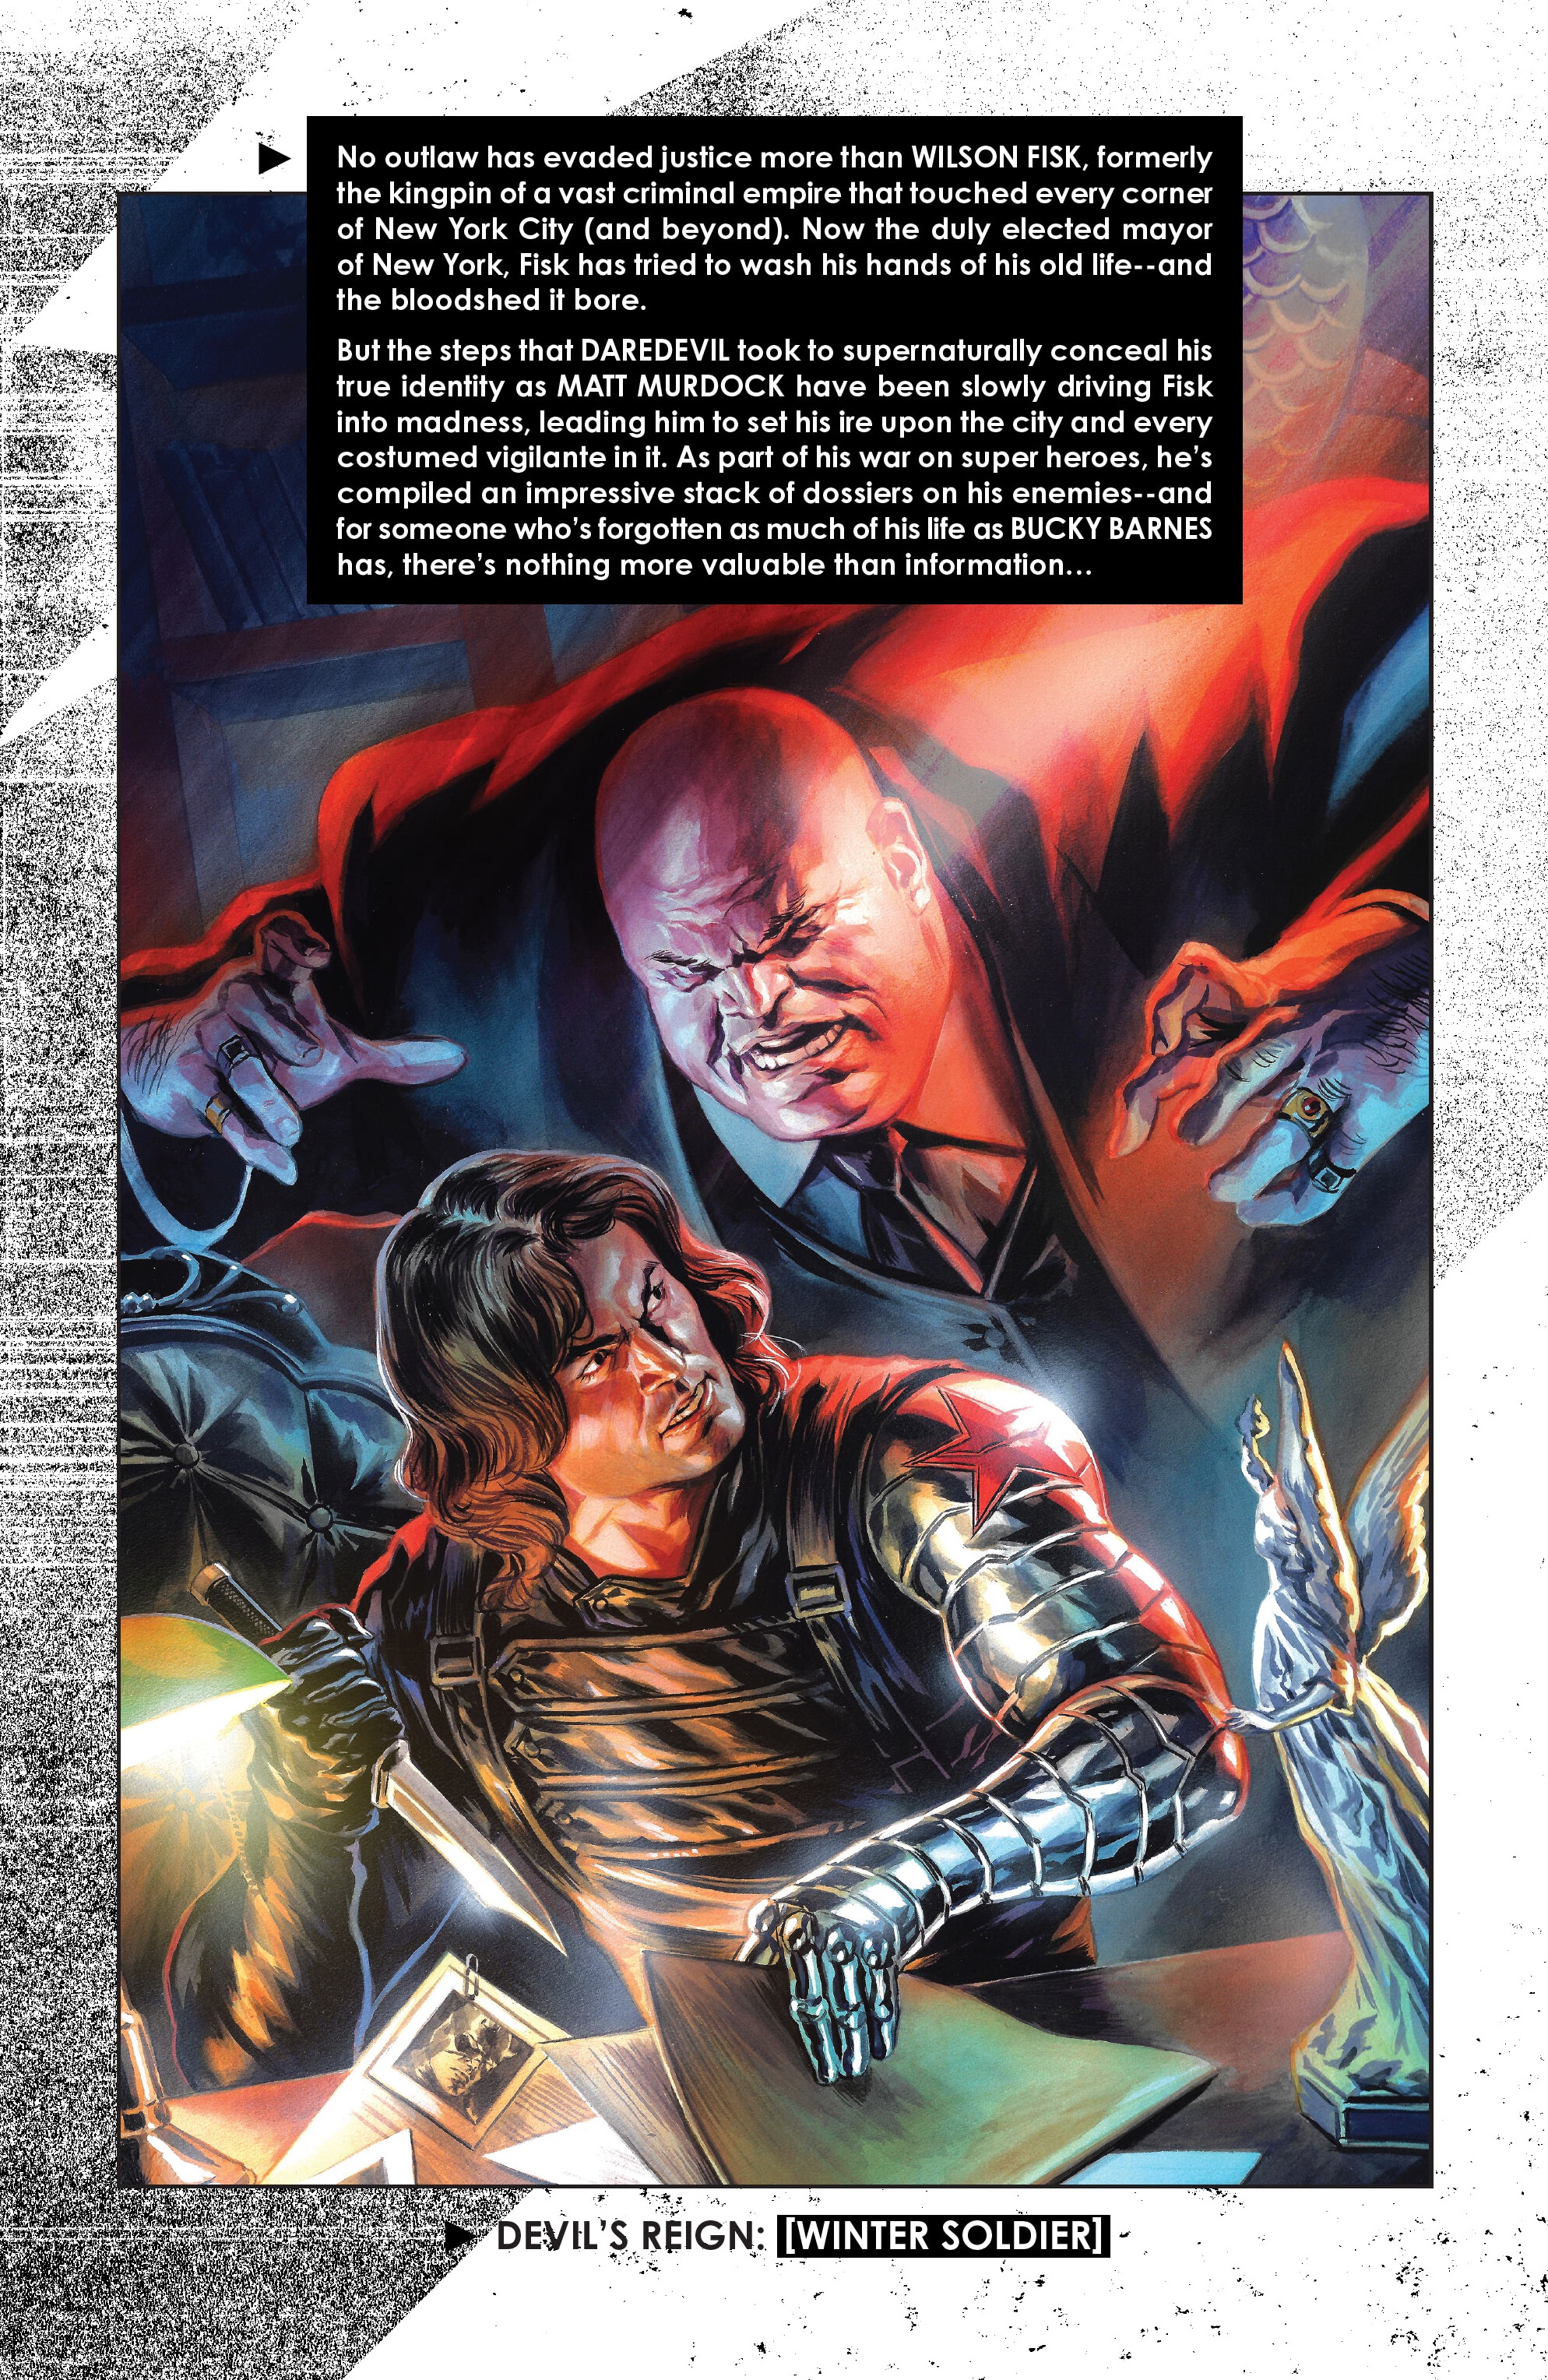 No outlaw has evaded justice more than WILSON FISK, formerly
the kingpin of a vast criminal empire that touched every corner
of New York City (and beyond). Now the duly elected mayor
of New York, Fisk has tried to wash his hands of his old life--and
the bloodshed it bore.
But the steps that DAREDEVIL took to supernaturally conceal his
true identity as MATT MURDOCK have been slowly driving Fisk
into madness, leading him to set his ire upon the city and every
costumed vigilante in it. As part of his war on super heroes, he's
compiled an impressive stack of dossiers on his enemies--and
for someone who's forgotten as much of his life as BUCKY BARNES
has, there's nothing more valuable than information...
DEVIL'S REIGN: [WINTER SOLDIER]